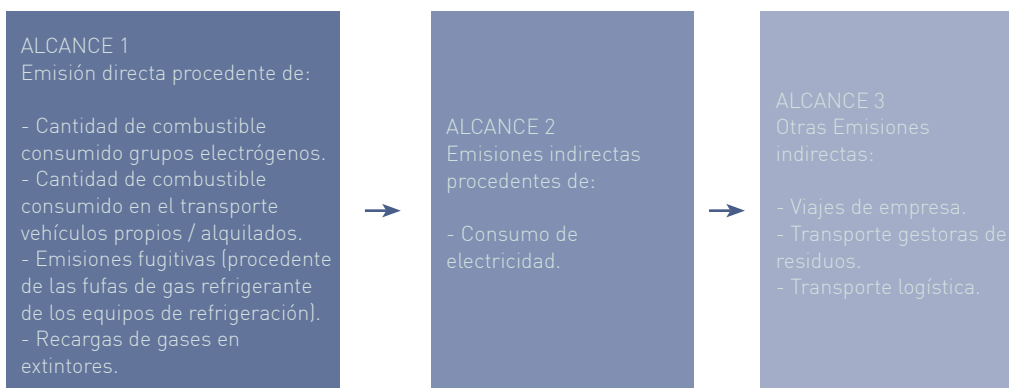 ALCANCE 1
Emisión directa procedente de:
- Cantidad de combustible
consumido grupos electrógenos.
- Cantidad de combustible
consumido en el transporte
vehículos propios / alquilados.
- Emisiones fugitivas (procedente
de las fufas de gas refrigerante
de los equipos de refrigeración).
- Recargas de gases en
extintores.
ALCANCE 2
Emisiones indirectas
procedentes de:
- Consumo de
electricidad.
ALCANCE 3
Otras Emisiones
indirectas:
- Viajes de empresa.
- Transporte gestoras de
residuos.
- Transporte logística.